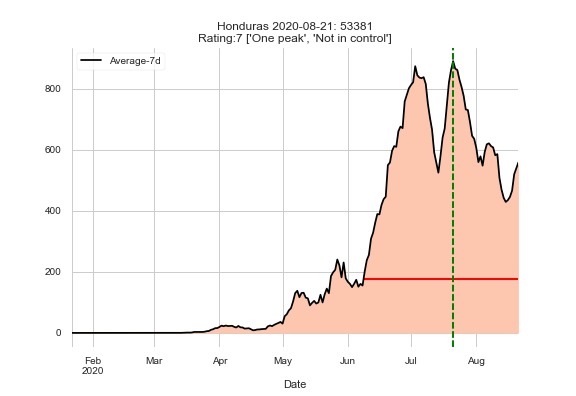 Honduras 2020-08-21: 53381
Rating:7 ['One peak', 'Not in control']
Average-7d
800
600
400
200
0
Feb Mar Apr May Jun Jul Aug
2020
Date